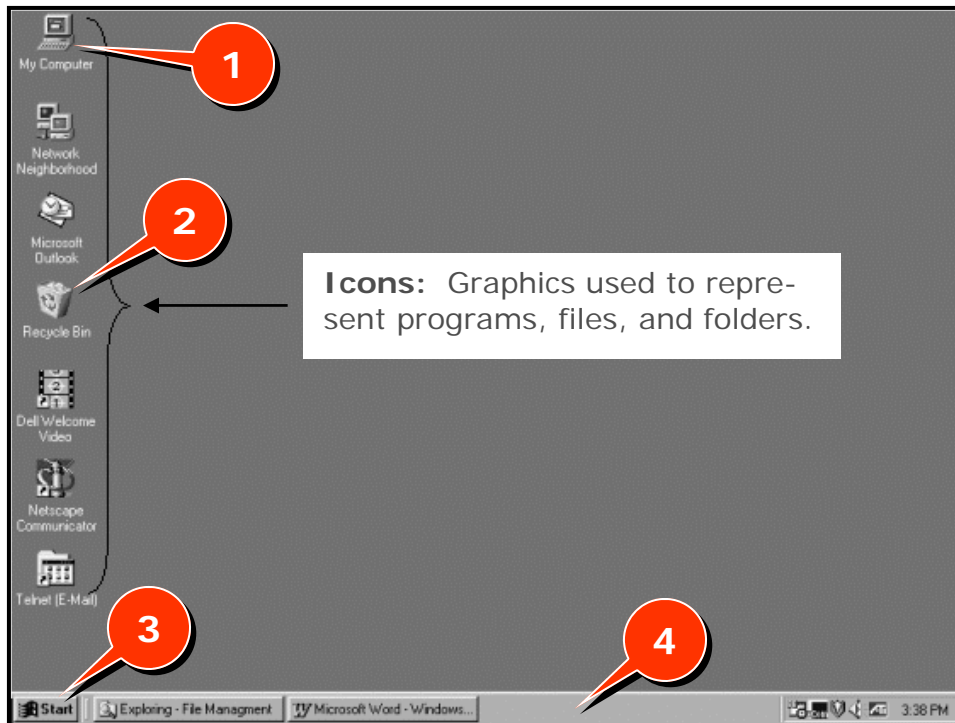 My Computer
1
Network
Neighborhood
Microsoft
Outlook
2
Recycle Bin
Icons: Graphics used to repre-
sent programs, files, and folders.
Dell Welcome
Video
Netscape
Communicator
Telnet (E-Mail)
3
4
Start
Exploring - File Managment
Microsoft Word - Windows...
3:38 PM